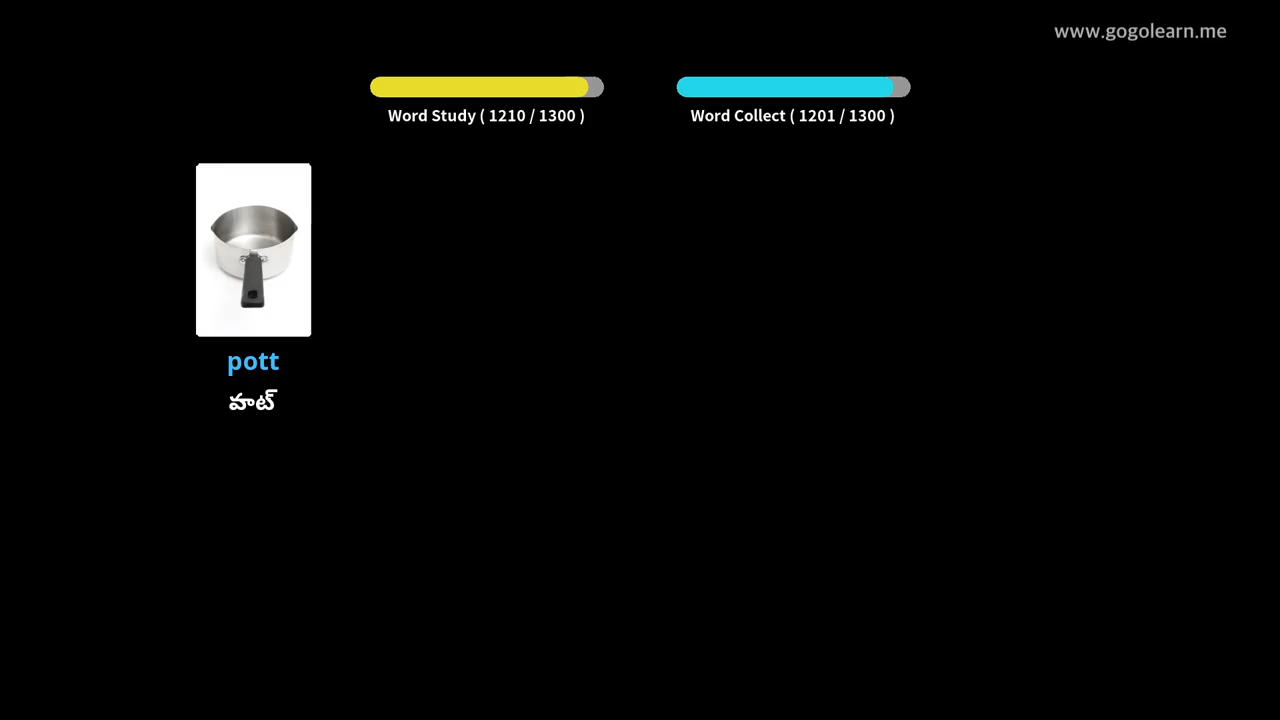 www.gogolearn.me
Word Study ( 1210 / 1300 )
Word Collect ( 1201 / 1300 )
pott
వాట్